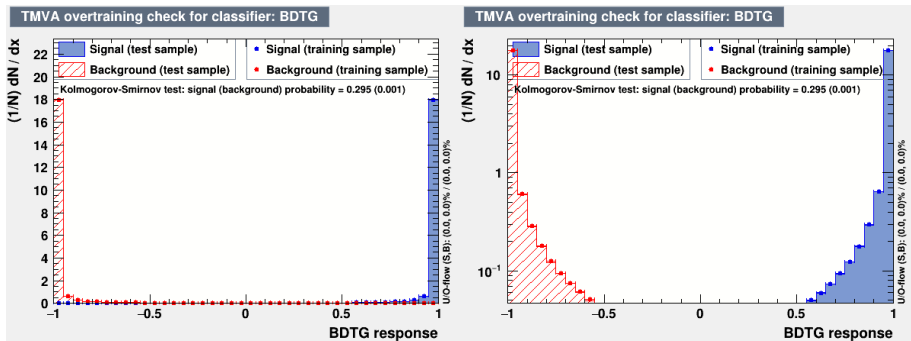 TMVA overtraining check for classifier: BDTG
(1/N) dN / dx
Signal (test sample)
Signal (training sample)
Background (test sample)
Background (training sample)
Kolmogorov-Smirnov test: signal (background) probability = 0.295 (0.001)
22
20
18
16
14
12
10
8
6
4
2
0
−1
−0.5
0
0.5
1
BDTG response
U/O-flow (S,B): (0.0, 0.0)% / (0.0, 0.0)%
TMVA overtraining check for classifier: BDTG
(1/N) dN / dx
Signal (test sample)
Signal (training sample)
Background (test sample)
Background (training sample)
Kolmogorov-Smirnov test: signal (background) probability = 0.295 (0.001)
10
1
10⁻¹
−1
−0.5
0
0.5
1
BDTG response
U/O-flow (S,B): (0.0, 0.0)% / (0.0, 0.0)%